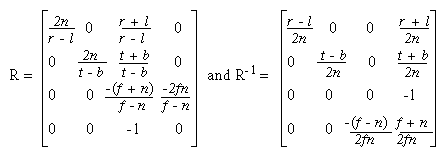 R = [ 2n/r - l 0 r + l/r - l 0 ] and R-1 = [ r - l/2n 0 0 r + l/2n ]
[ 0 2n/t - b t + b/t - b 0 ] [ 0 t - b/2n 0 t + b/2n ]
[ 0 0 -(f + n)/f - n -2fn/f - n ] [ 0 0 0 -1 ]
[ 0 0 -1 0 ] [ 0 0 -(f - n)/2fn f + n/2fn ]